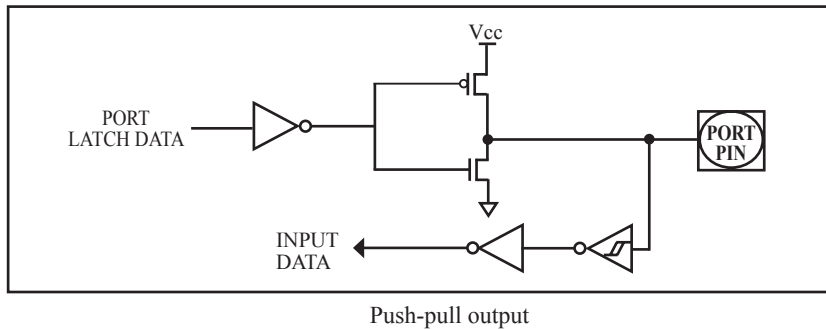 Vcc
PORT
LATCH DATA
PORT
PIN
INPUT
DATA
Push-pull output